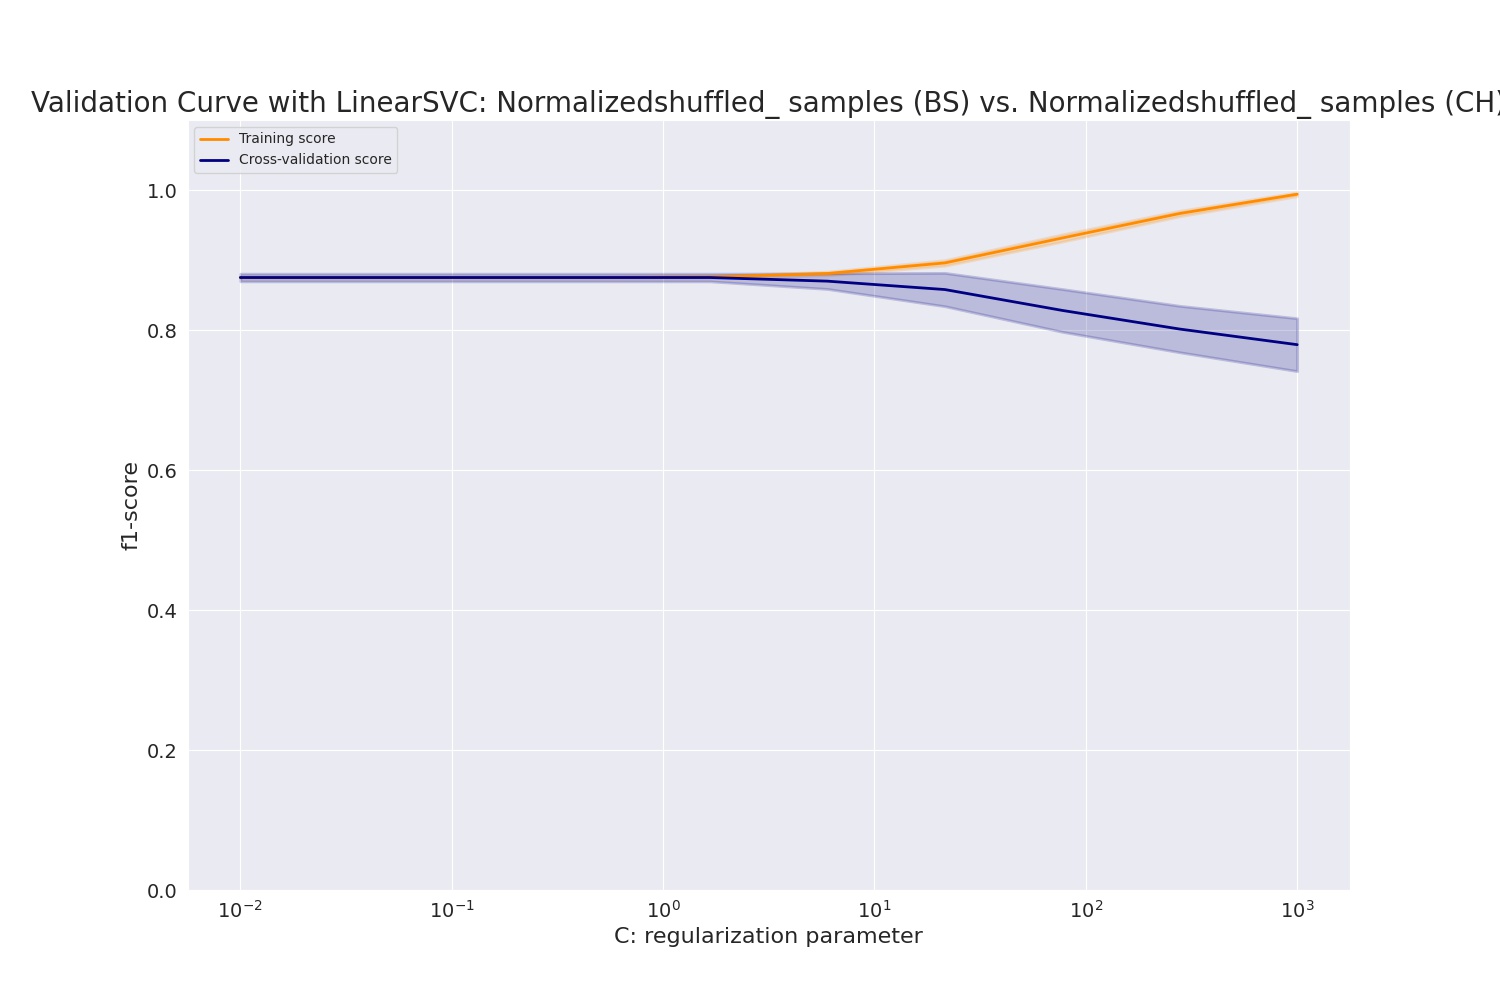 Validation Curve with LinearSVC: Normalizedshuffled_ samples (BS) vs. Normalizedshuffled_ samples (CH)
Training score
Cross-validation score
1.0
0.8
0.6
0.4
0.2
0.0
f1-score
10⁻² 10⁻¹ 10⁰ 10¹ 10² 10³
C: regularization parameter